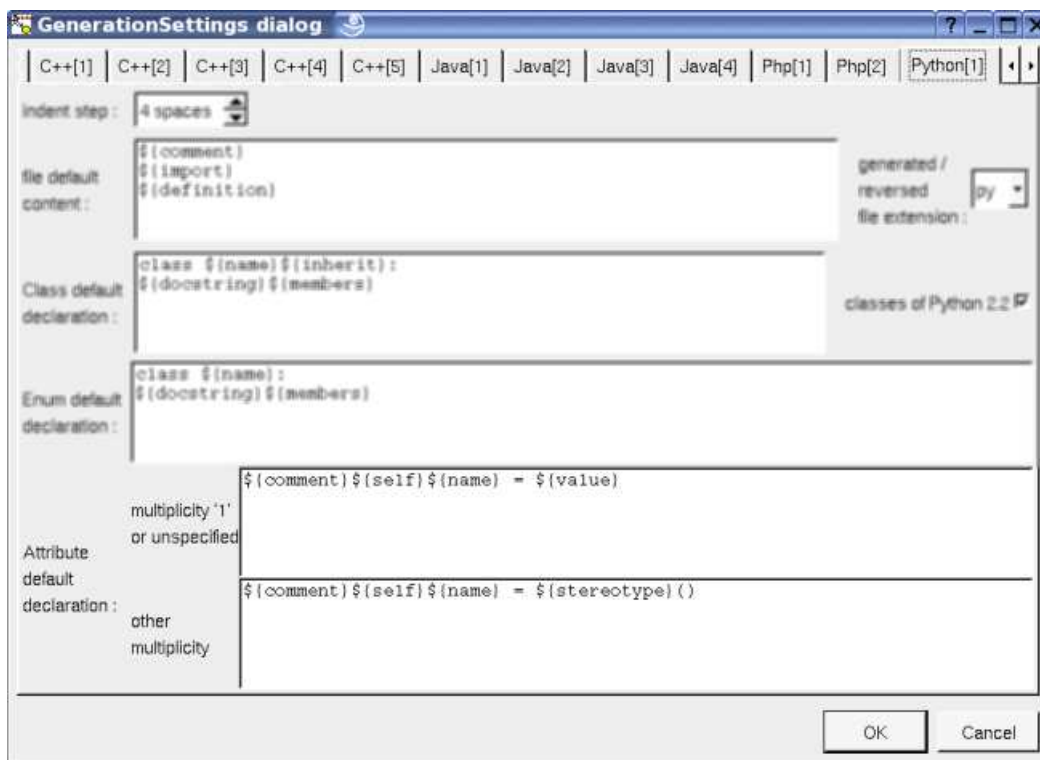 GenerationSettings dialog
C++[1] C++[2] C++[3] C++[4] C++[5] Java[1] Java[2] Java[3] Java[4] Php[1] Php[2] Python[1]
indent step : 4 spaces
file default
content :
${comment}
${import}
${definition}
generated /
reversed
file extension :
py
Class default
declaration :
class ${name}${inherit}:
${docstring}${members}
classes of Python 2.2
Enum default
declaration :
class ${name}:
${docstring}${members}
Attribute
default
declaration :
multiplicity '1'
or unspecified
${comment}${self}${name} = ${value}
other
multiplicity
${comment}${self}${name} = ${stereotype}()
OK Cancel